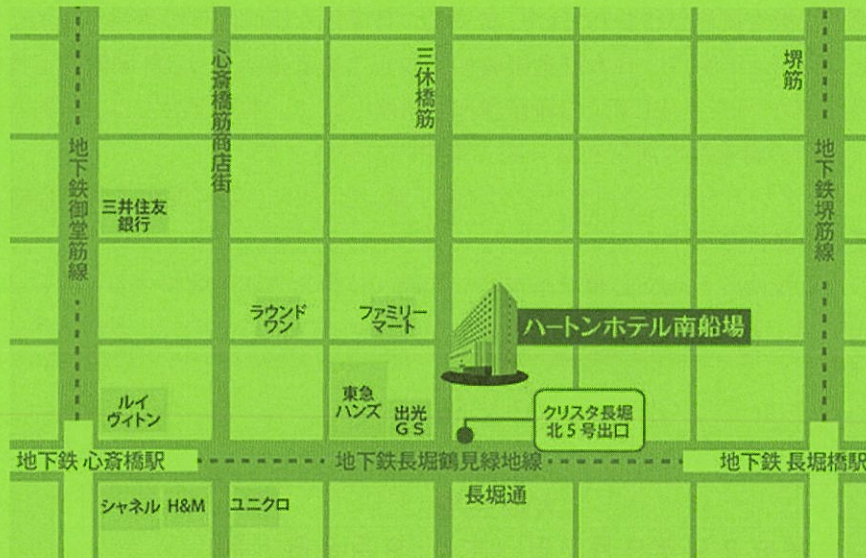 心斎橋筋商店街
三休橋筋
堺筋
地下鉄御堂筋線
地下鉄堺筋線
三井住友
銀行
ラウンド
ワン
ファミリー
マート
ハートンホテル南船場
ルイ
ヴィトン
東急
ハンズ
出光
GS
クリスタ長堀
北5号出口
地下鉄 心斎橋駅
地下鉄長堀鶴見緑地線
地下鉄 長堀橋駅
シャネル
H&M
ユニクロ
長堀通